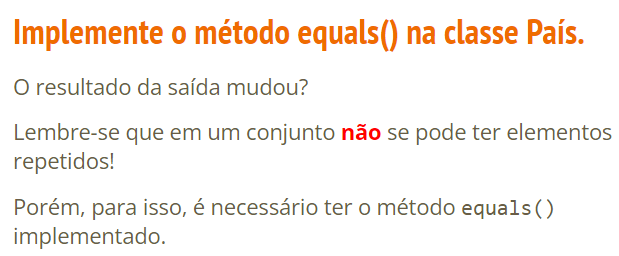 Implemente o método equals() na classe País.
O resultado da saída mudou?
Lembre-se que em um conjunto não se pode ter elementos
repetidos!
Porém, para isso, é necessário ter o método equals()
implementado.